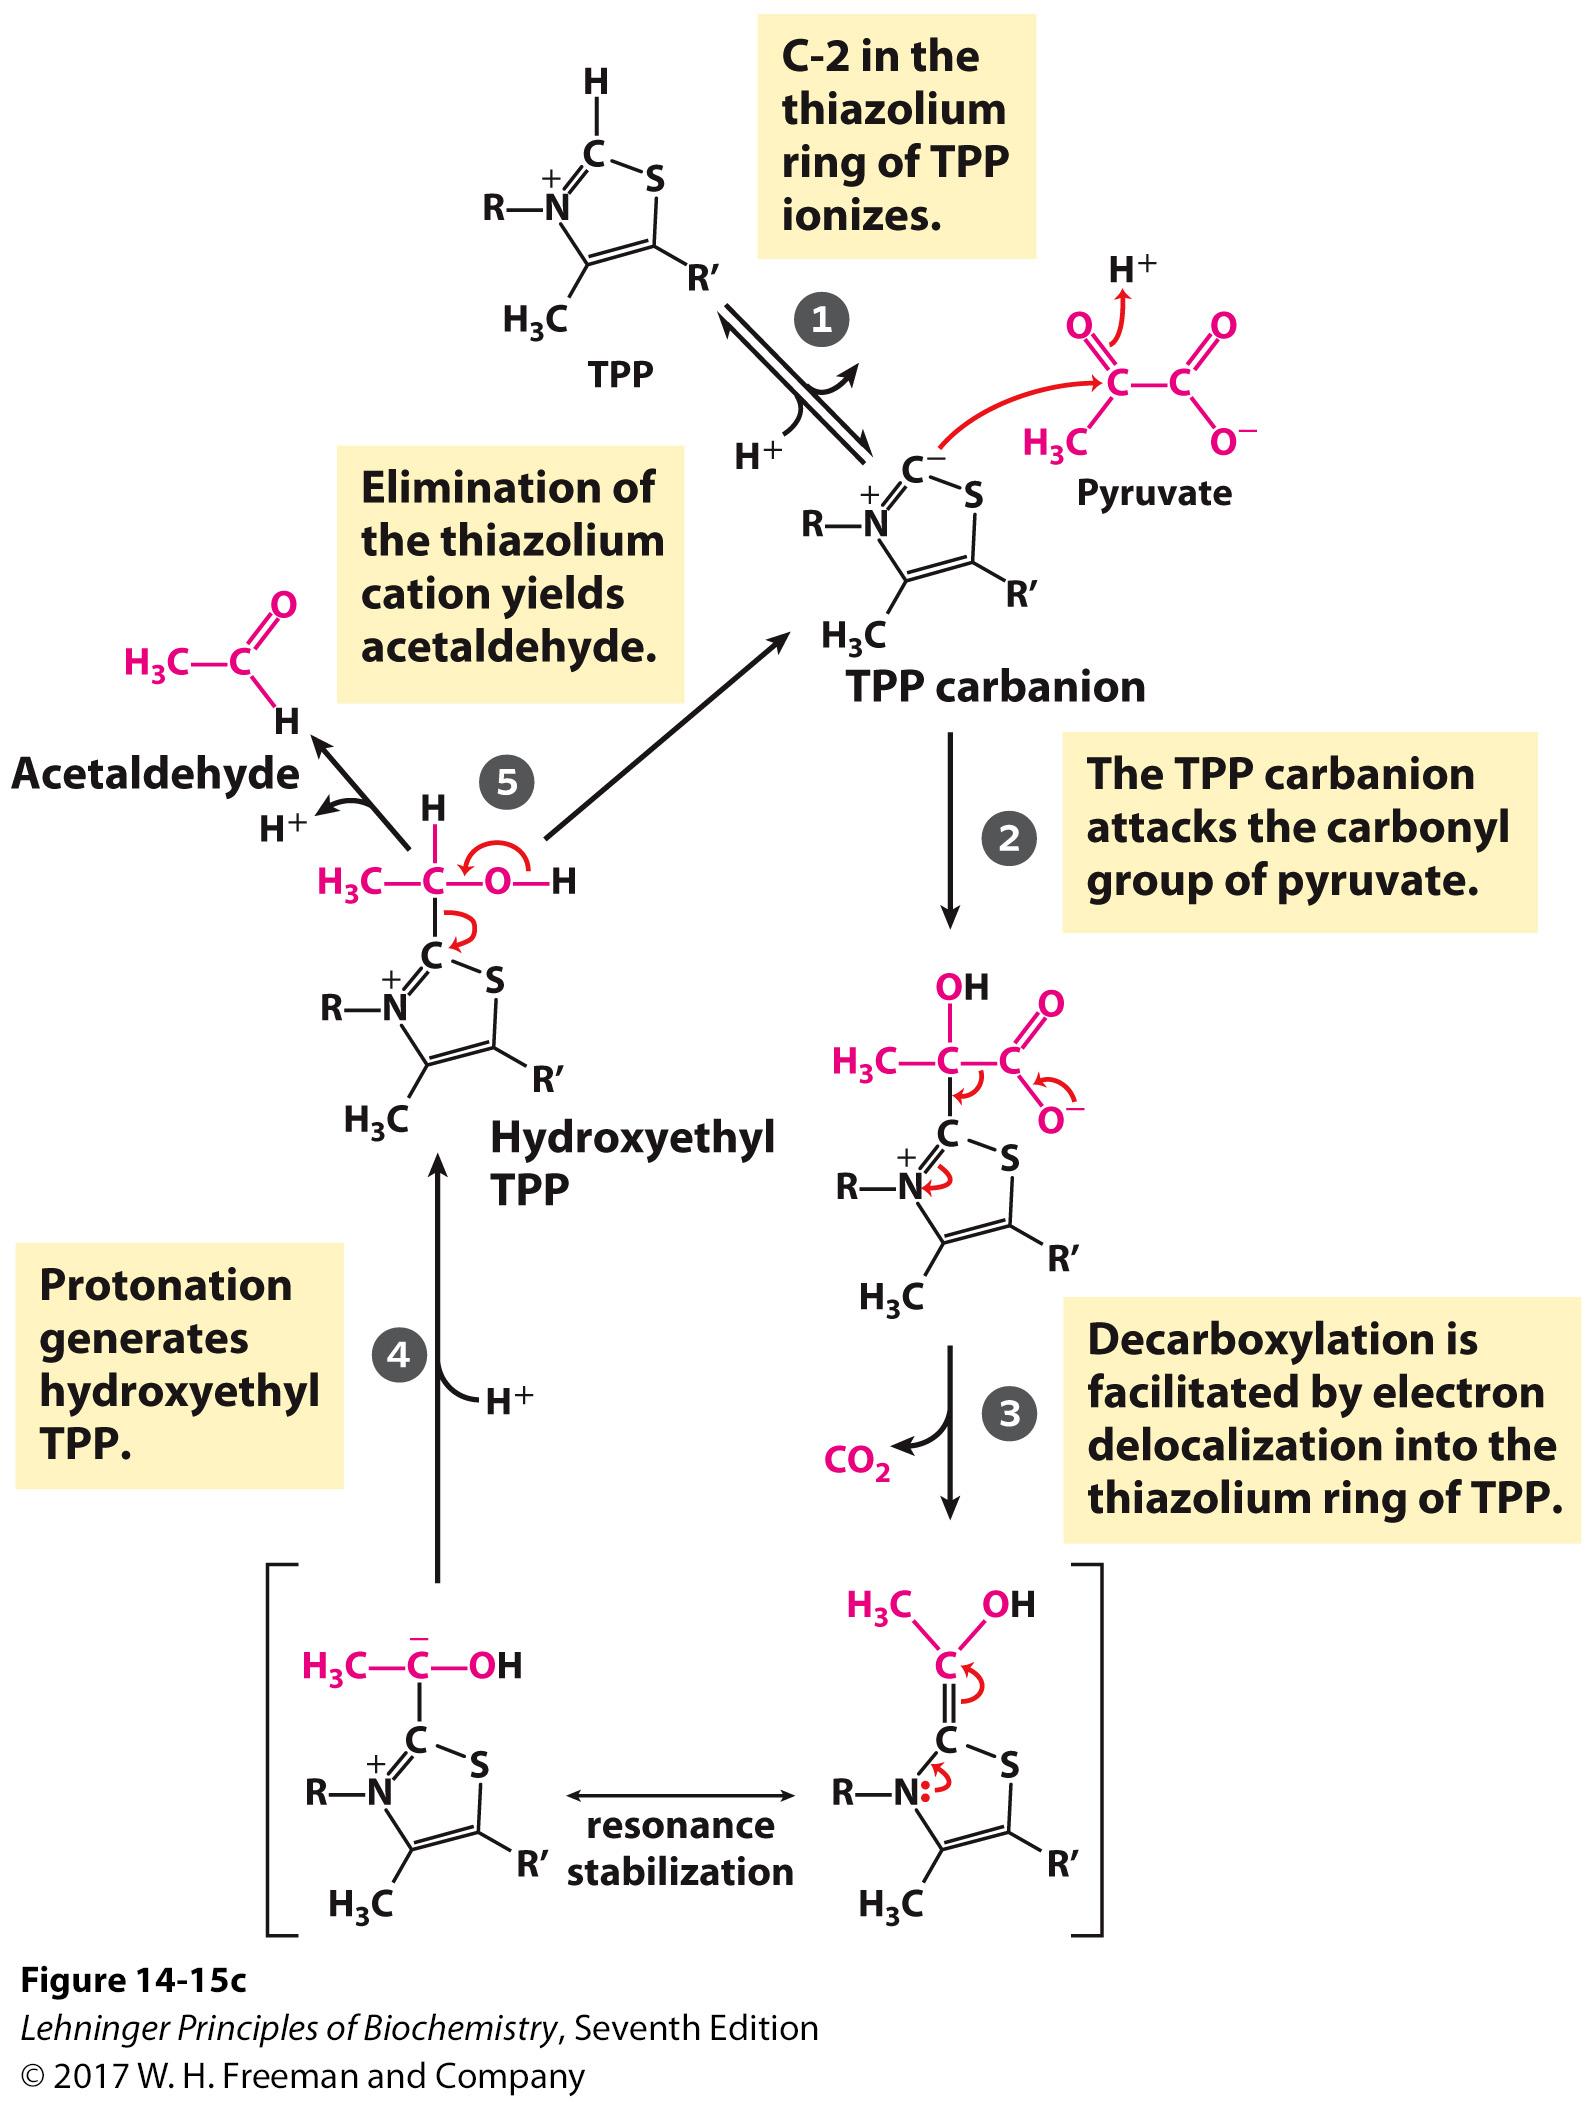 C-2 in the
thiazolium
ring of TPP
ionizes.
H
C
S
+
R—N
R′
H₃C
TPP
1
H⁺
H⁺
O
O
C—C
H₃C
O⁻
Pyruvate
C⁻
S
+
R—N
R′
H₃C
TPP carbanion
Elimination of
the thiazolium
cation yields
acetaldehyde.
O
H₃C—C
H
Acetaldehyde
H⁺
5
H
H₃C—C—O—H
C
S
+
R—N
R′
H₃C
Hydroxyethyl
TPP
2
The TPP carbanion
attacks the carbonyl
group of pyruvate.
OH
O
H₃C—C—C
O⁻
C
S
+
R—N
R′
H₃C
3
Decarboxylation is
facilitated by electron
delocalization into the
thiazolium ring of TPP.
CO₂
Protonation
generates
hydroxyethyl
TPP.
4
H⁺
H₃C
OH
C
C
S
R—N:
R′
H₃C
–
H₃C—C—OH
C
S
+
R—N
R′
H₃C
resonance
stabilization
Figure 14-15c
Lehninger Principles of Biochemistry, Seventh Edition
© 2017 W. H. Freeman and Company